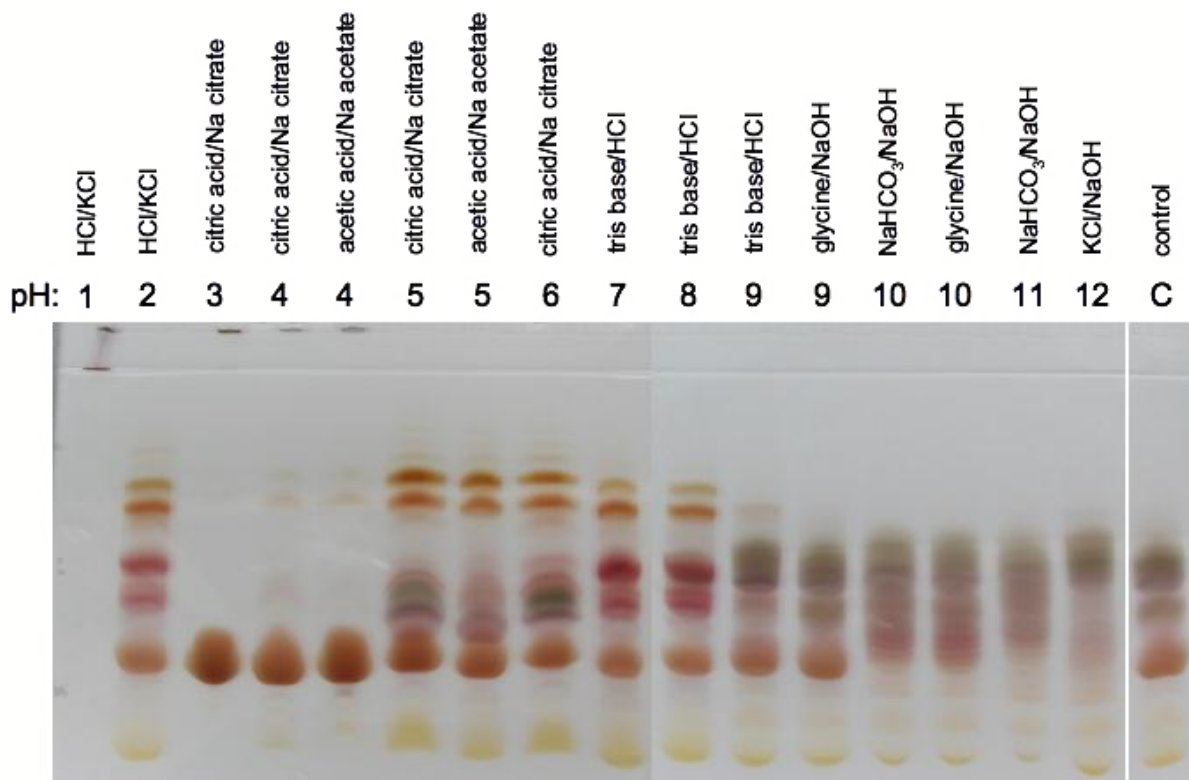 HCl/KCl
HCl/KCl
citric acid/Na citrate
citric acid/Na citrate
acetic acid/Na acetate
citric acid/Na citrate
acetic acid/Na acetate
citric acid/Na citrate
tris base/HCl
tris base/HCl
tris base/HCl
glycine/NaOH
NaHCO₃/NaOH
glycine/NaOH
NaHCO₃/NaOH
KCl/NaOH
control
pH: 1 2 3 4 4 5 5 6 7 8 9 9 10 10 11 12 C